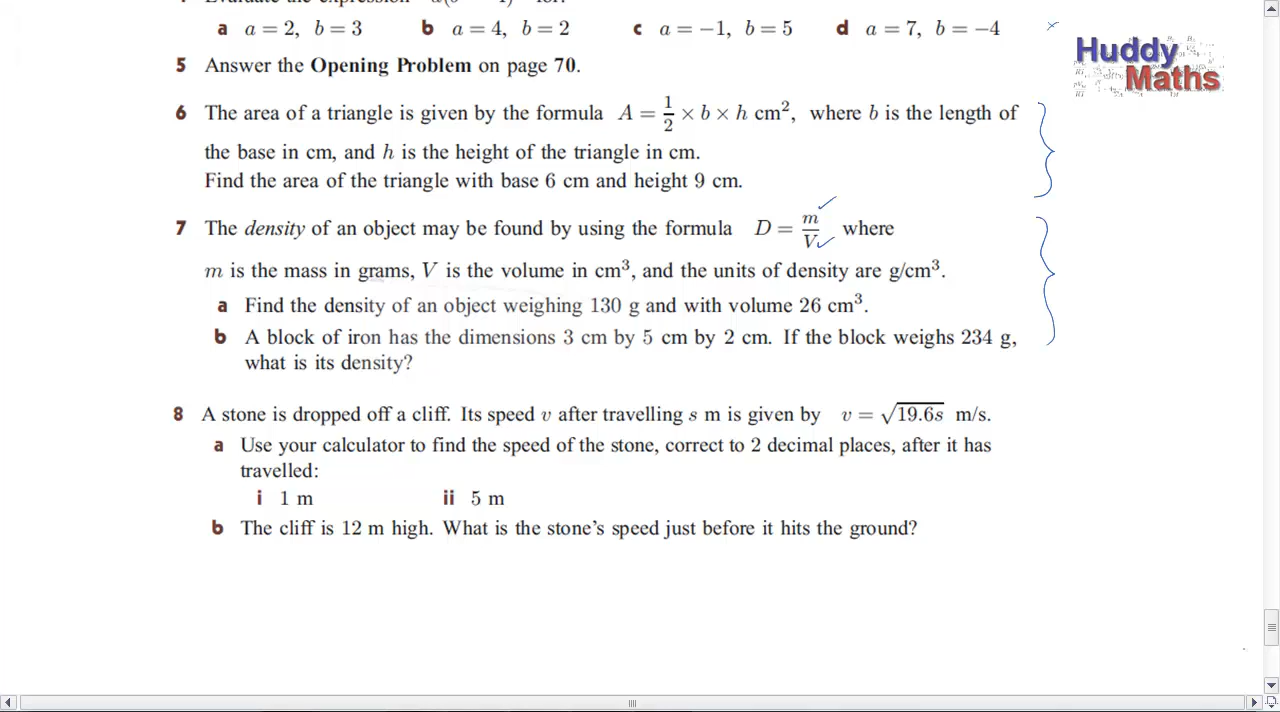 a a = 2, b = 3 b a = 4, b = 2 c a = −1, b = 5 d a = 7, b = −4
Huddy
Maths
5 Answer the Opening Problem on page 70.
6 The area of a triangle is given by the formula A = 1/2 × b × h cm², where b is the length of
the base in cm, and h is the height of the triangle in cm.
Find the area of the triangle with base 6 cm and height 9 cm.
7 The density of an object may be found by using the formula D = m/V where
m is the mass in grams, V is the volume in cm³, and the units of density are g/cm³.
a Find the density of an object weighing 130 g and with volume 26 cm³.
b A block of iron has the dimensions 3 cm by 5 cm by 2 cm. If the block weighs 234 g,
what is its density?
8 A stone is dropped off a cliff. Its speed v after travelling s m is given by v = √19.6s m/s.
a Use your calculator to find the speed of the stone, correct to 2 decimal places, after it has
travelled:
i 1 m ii 5 m
b The cliff is 12 m high. What is the stone's speed just before it hits the ground?